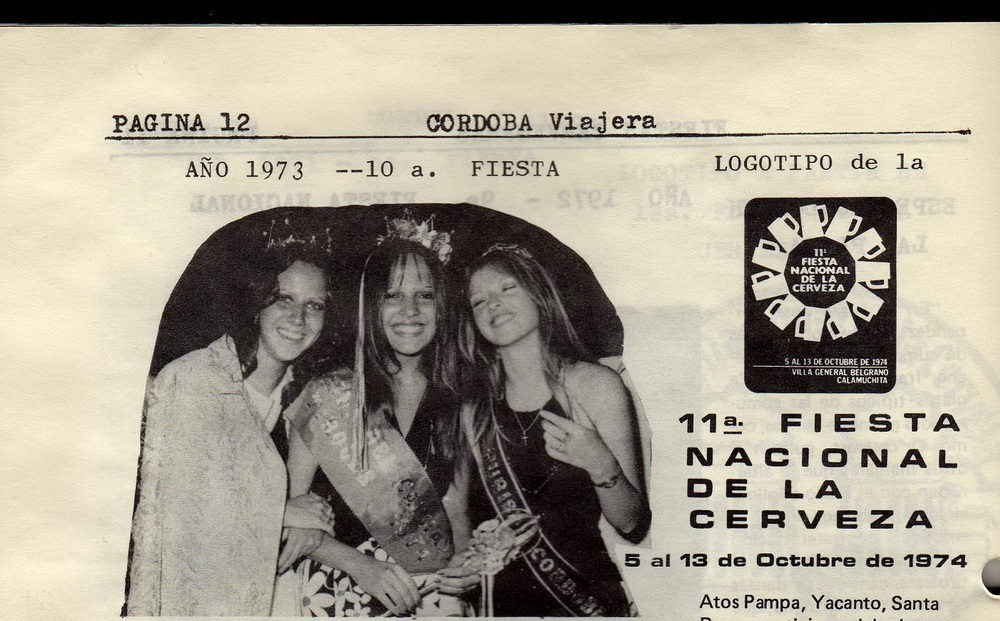 PAGINA 12
CORDOBA Viajera
AÑO 1973 --10 a. FIESTA
LOGOTIPO de la
11ª
FIESTA
NACIONAL
DE LA
CERVEZA
5 AL 13 DE OCTUBRE DE 1974
VILLA GENERAL BELGRANO
CALAMUCHITA
11a. FIESTA
NACIONAL
DE LA
CERVEZA
5 al 13 de Octubre de 1974
Atos Pampa, Yacanto, Santa